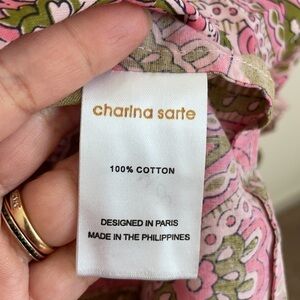 charina sarte
100% COTTON
DESIGNED IN PARIS
MADE IN THE PHILIPPINES